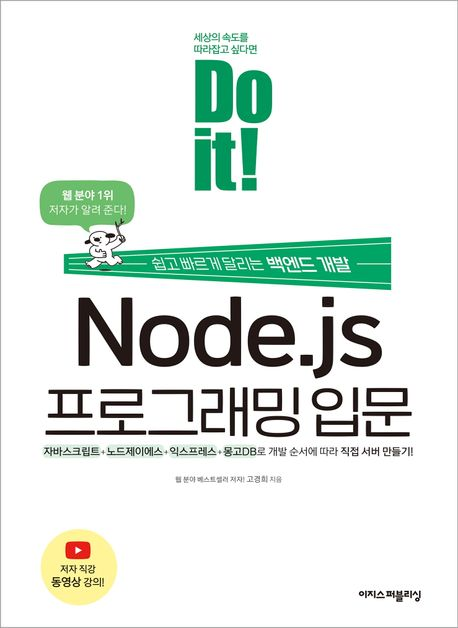 세상의 속도를
따라잡고 싶다면
Do
it!
웹 분야 1위
저자가 알려 준다!
쉽고 빠르게 달리는 백엔드 개발
Node.js
프로그래밍 입문
자바스크립트+노드제이에스+익스프레스+몽고DB로 개발 순서에 따라 직접 서버 만들기!
웹 분야 베스트셀러 저자! 고경희 지음
저자 직강
동영상 강의!
이지스퍼블리싱